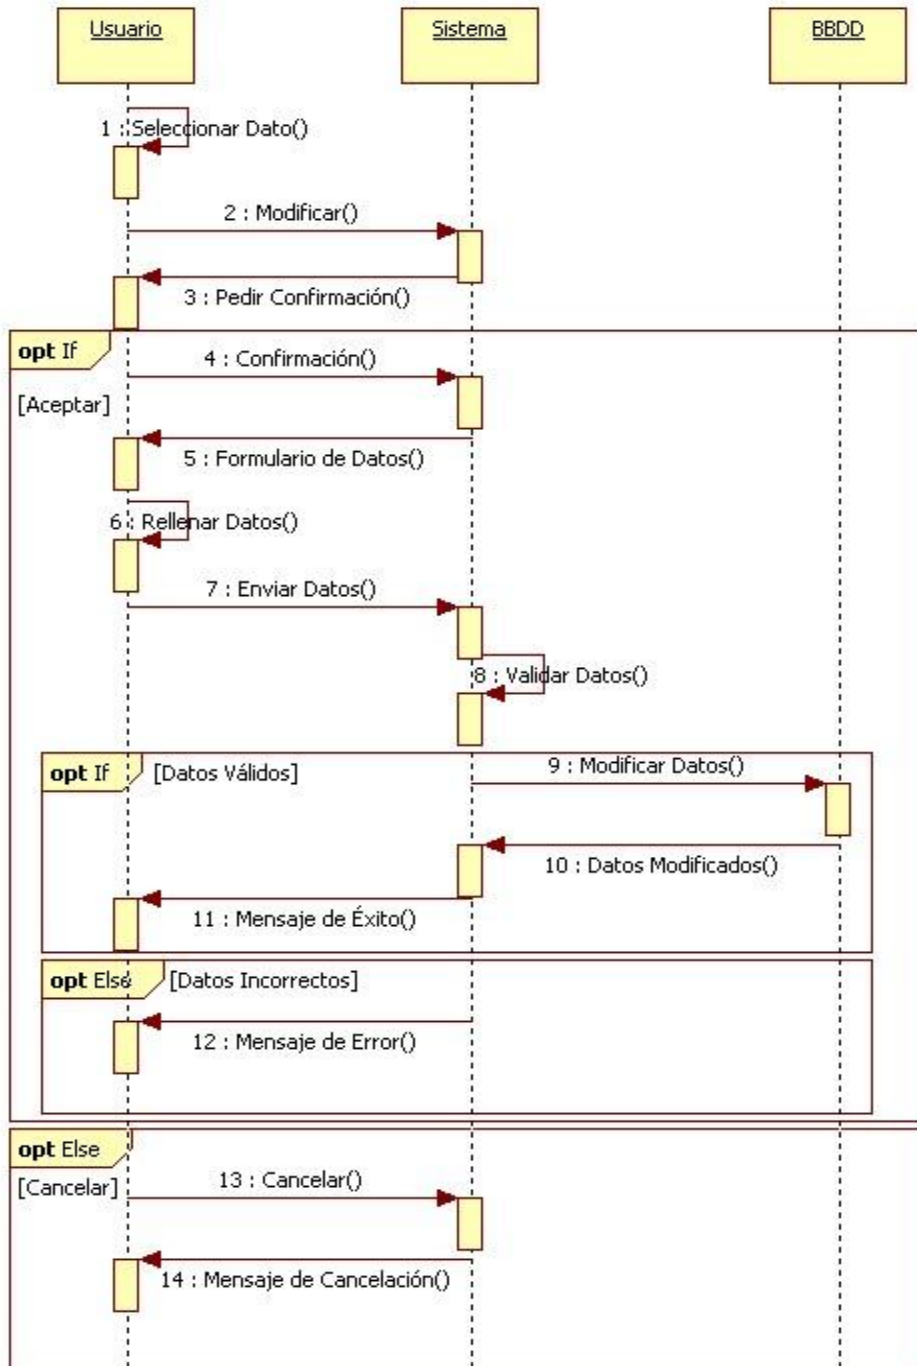 Usuario
Sistema
BBDD
1 : Seleccionar Dato()
2 : Modificar()
3 : Pedir Confirmación()
opt If
4 : Confirmación()
[Aceptar]
5 : Formulario de Datos()
6 : Rellenar Datos()
7 : Enviar Datos()
8 : Validar Datos()
opt If [Datos Válidos]
9 : Modificar Datos()
10 : Datos Modificados()
11 : Mensaje de Éxito()
opt Else [Datos Incorrectos]
12 : Mensaje de Error()
opt Else
13 : Cancelar()
[Cancelar]
14 : Mensaje de Cancelación()